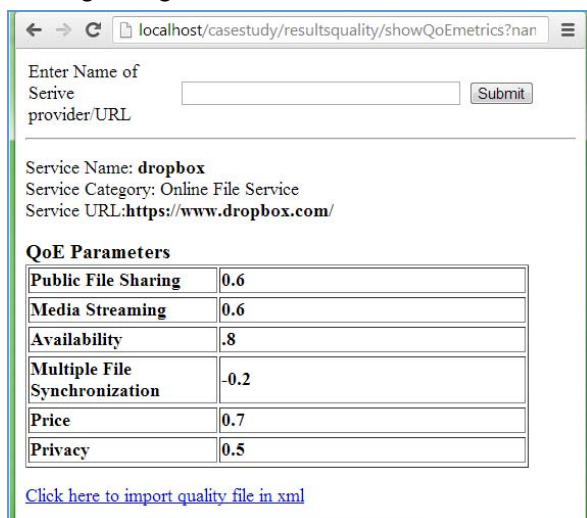 localhost/casestudy/resultsquality/showQoEmetrics?nan
Enter Name of
Serive
provider/URL
Submit
Service Name: dropbox
Service Category: Online File Service
Service URL:https://www.dropbox.com/
QoE Parameters
Public File Sharing 0.6
Media Streaming 0.6
Availability .8
Multiple File
Synchronization -0.2
Price 0.7
Privacy 0.5
Click here to import quality file in xml